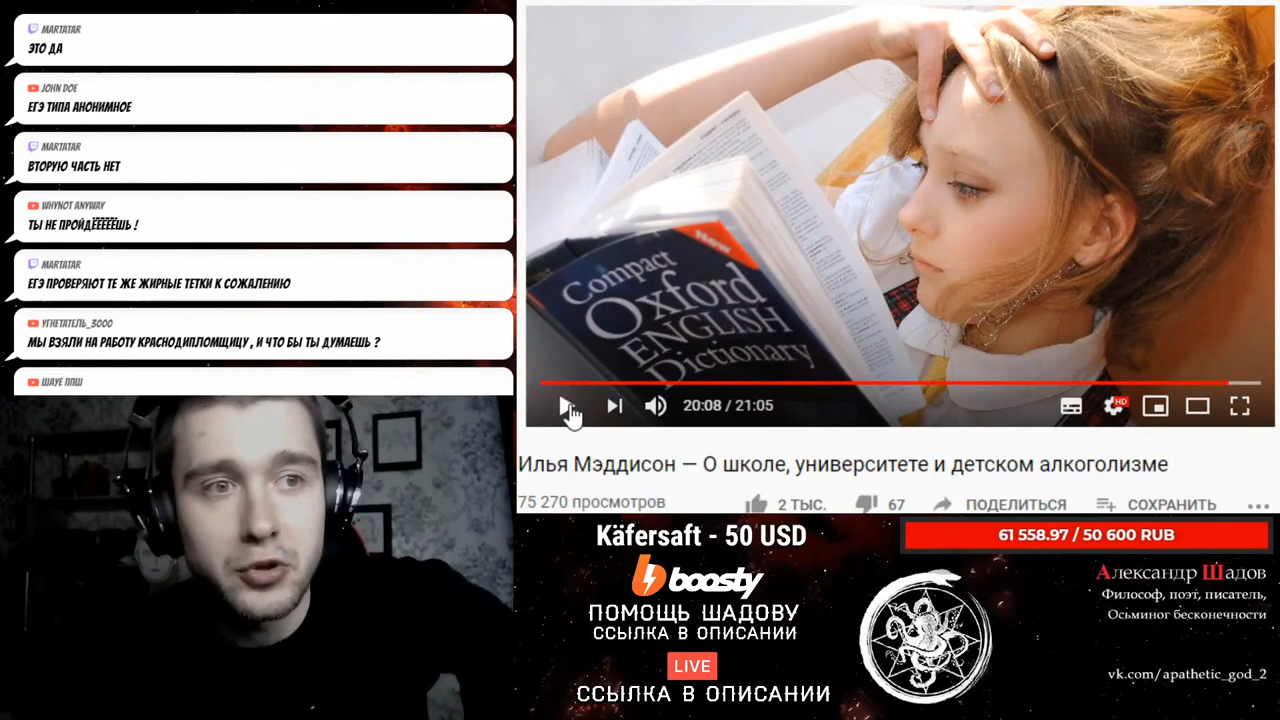 MARTATAR
ЭТО ДА
JOHN DOE
ЕГЭ ТИПА АНОНИМНОЕ
MARTATAR
ВТОРУЮ ЧАСТЬ НЕТ
WHYNOT ANYWAY
ТЫ НЕ ПРОЙДЁЁЁЁЁШЬ !
MARTATAR
ЕГЭ ПРОВЕРЯЮТ ТЕ ЖЕ ЖИРНЫЕ ТЕТКИ К СОЖАЛЕНИЮ
УГНЕТАТЕЛЬ_3000
МЫ ВЗЯЛИ НА РАБОТУ КРАСНОДИПЛОМЩИЦУ , И ЧТО БЫ ТЫ ДУМАЕШЬ ?
ШАУЕ ППШ
New
Compact
Oxford
ENGLISH
Dictionary
20:08 / 21:05
HD
Илья Мэддисон — О школе, университете и детском алкоголизме
75 270 просмотров
2 ТЫС.
67
ПОДЕЛИТЬСЯ
СОХРАНИТЬ
Käfersaft - 50 USD
boosty
ПОМОЩЬ ШАДОВУ
ССЫЛКА В ОПИСАНИИ
LIVE
ССЫЛКА В ОПИСАНИИ
61 558.97 / 50 600 RUB
Александр Шадов
Философ, поэт, писатель,
Осьминог бесконечности
vk.com/apathetic_god_2